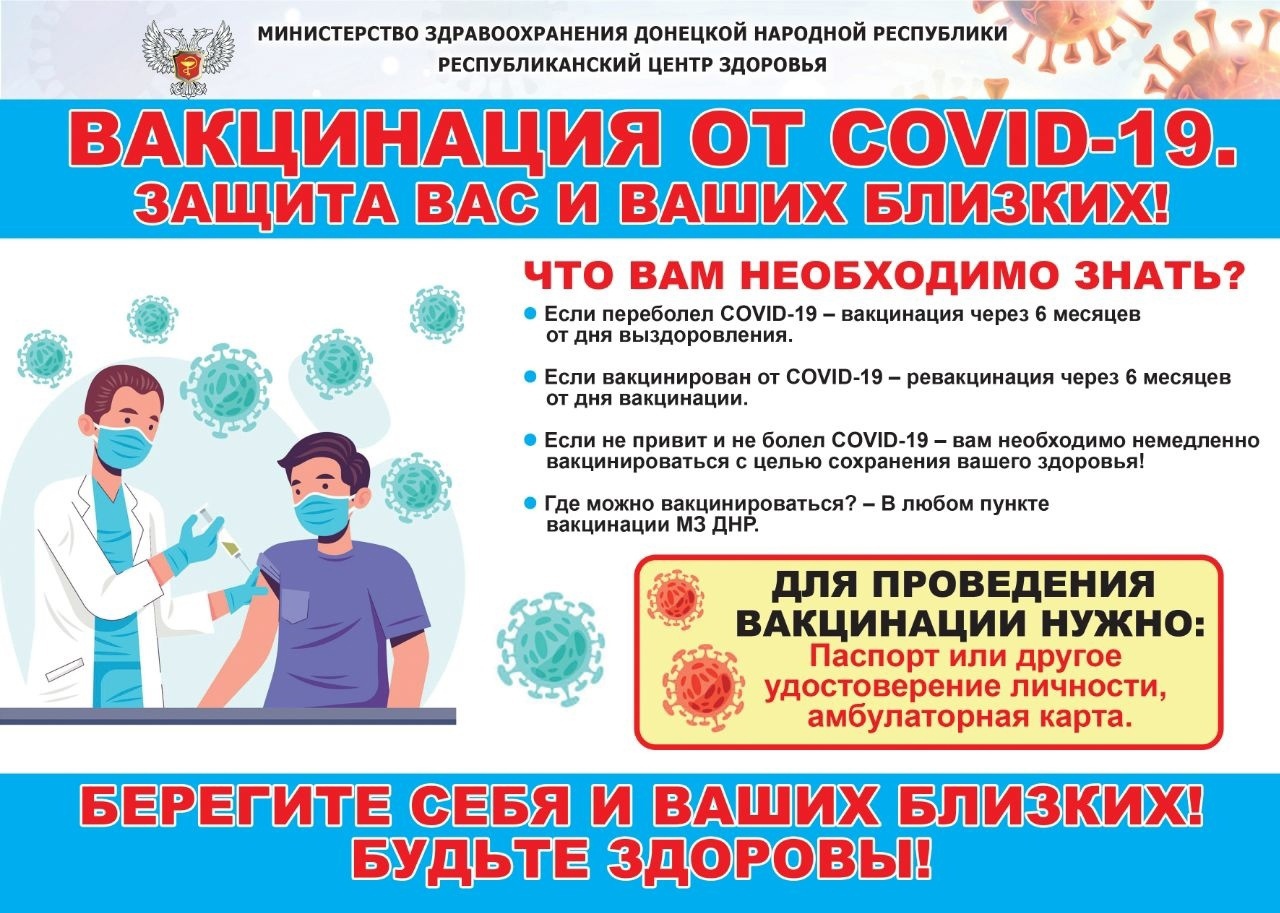 МИНИСТЕРСТВО ЗДРАВООХРАНЕНИЯ ДОНЕЦКОЙ НАРОДНОЙ РЕСПУБЛИКИ
РЕСПУБЛИКАНСКИЙ ЦЕНТР ЗДОРОВЬЯ
ВАКЦИНАЦИЯ ОТ COVID-19.
ЗАЩИТА ВАС И ВАШИХ БЛИЗКИХ!
ЧТО ВАМ НЕОБХОДИМО ЗНАТЬ?
• Если переболел COVID-19 – вакцинация через 6 месяцев
от дня выздоровления.
• Если вакцинирован от COVID-19 – ревакцинация через 6 месяцев
от дня вакцинации.
• Если не привит и не болел COVID-19 – вам необходимо немедленно
вакцинироваться с целью сохранения вашего здоровья!
• Где можно вакцинироваться? – В любом пункте
вакцинации МЗ ДНР.
ДЛЯ ПРОВЕДЕНИЯ
ВАКЦИНАЦИИ НУЖНО:
Паспорт или другое
удостоверение личности,
амбулаторная карта.
БЕРЕГИТЕ СЕБЯ И ВАШИХ БЛИЗКИХ!
БУДЬТЕ ЗДОРОВЫ!